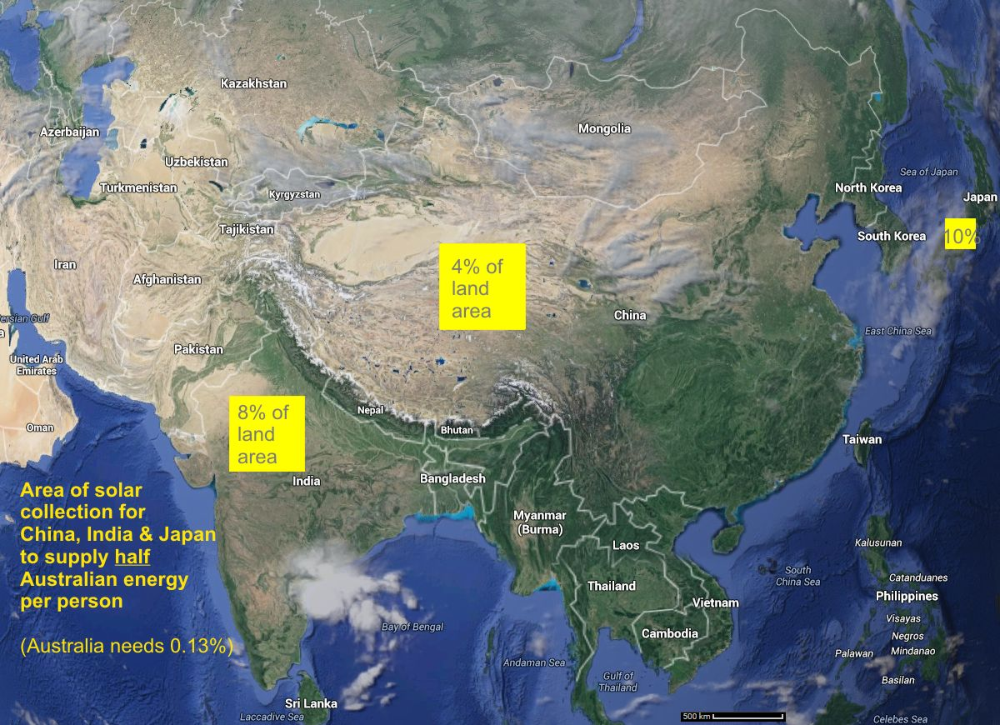 Kazakhstan
Mongolia
Azerbaijan
Uzbekistan
Sea of Japan
Turkmenistan
Kyrgyzstan
North Korea
Japan
Tajikistan
South Korea
10%
Iran
4% of
land
area
Afghanistan
China
ersian Gulf
East China Sea
Pakistan
United Arab
Emirates
8% of
land
area
Nepal
Oman
Bhutan
Taiwan
India
Bangladesh
Area of solar
collection for
China, India & Japan
to supply half
Australian energy
per person
(Australia needs 0.13%)
Myanmar
(Burma)
Laos
Kalusunan
South
China Sea
Catanduanes
Thailand
Philippines
Vietnam
Visayas
Bay of Bengal
Cambodia
Negros
Palawan
Mindanao
Andaman Sea
Gulf of
Thailand
Basilan
Sri Lanka
Laccadive Sea
500 km
Celebes Sea